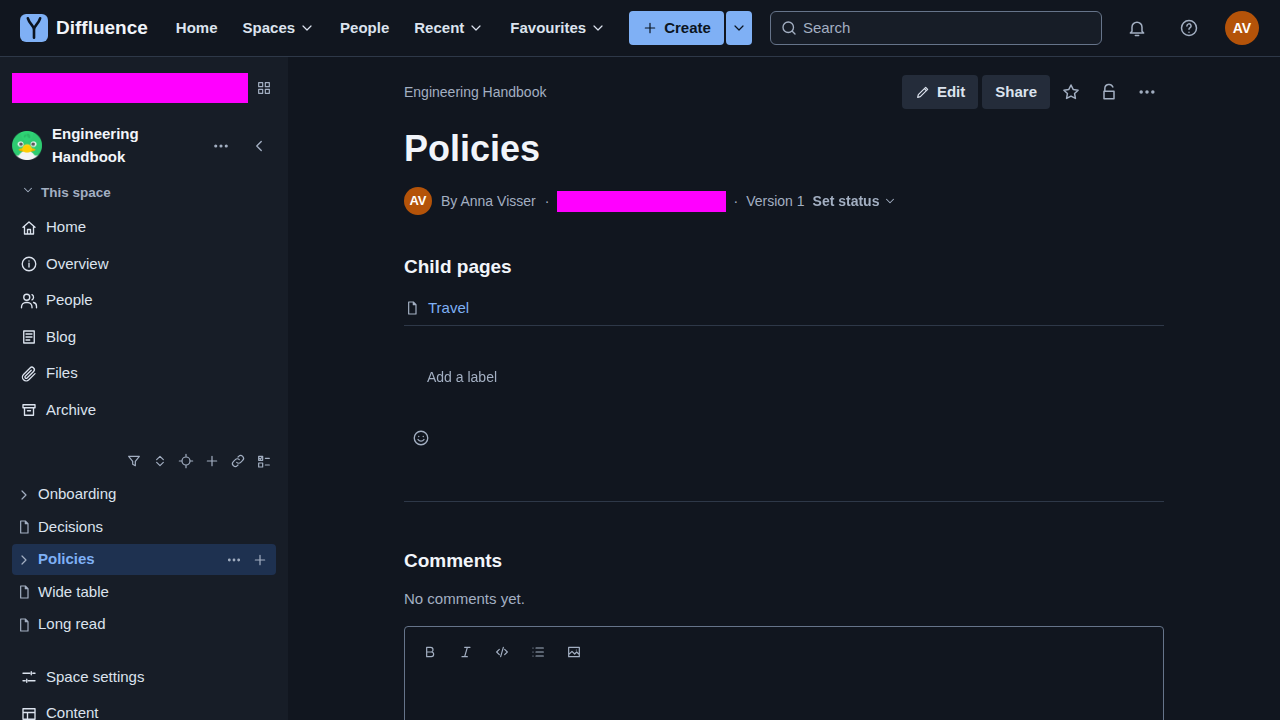 Diffluence
Home
Spaces
People
Recent
Favourites
Create
Search
AV
Engineering Handbook
This space
Home
Overview
People
Blog
Files
Archive
Onboarding
Decisions
Policies
Wide table
Long read
Space settings
Content
Engineering Handbook
Edit
Share
Policies
AV
By Anna Visser
·
·
Version 1
Set status
Child pages
Travel
Add a label
Comments
No comments yet.